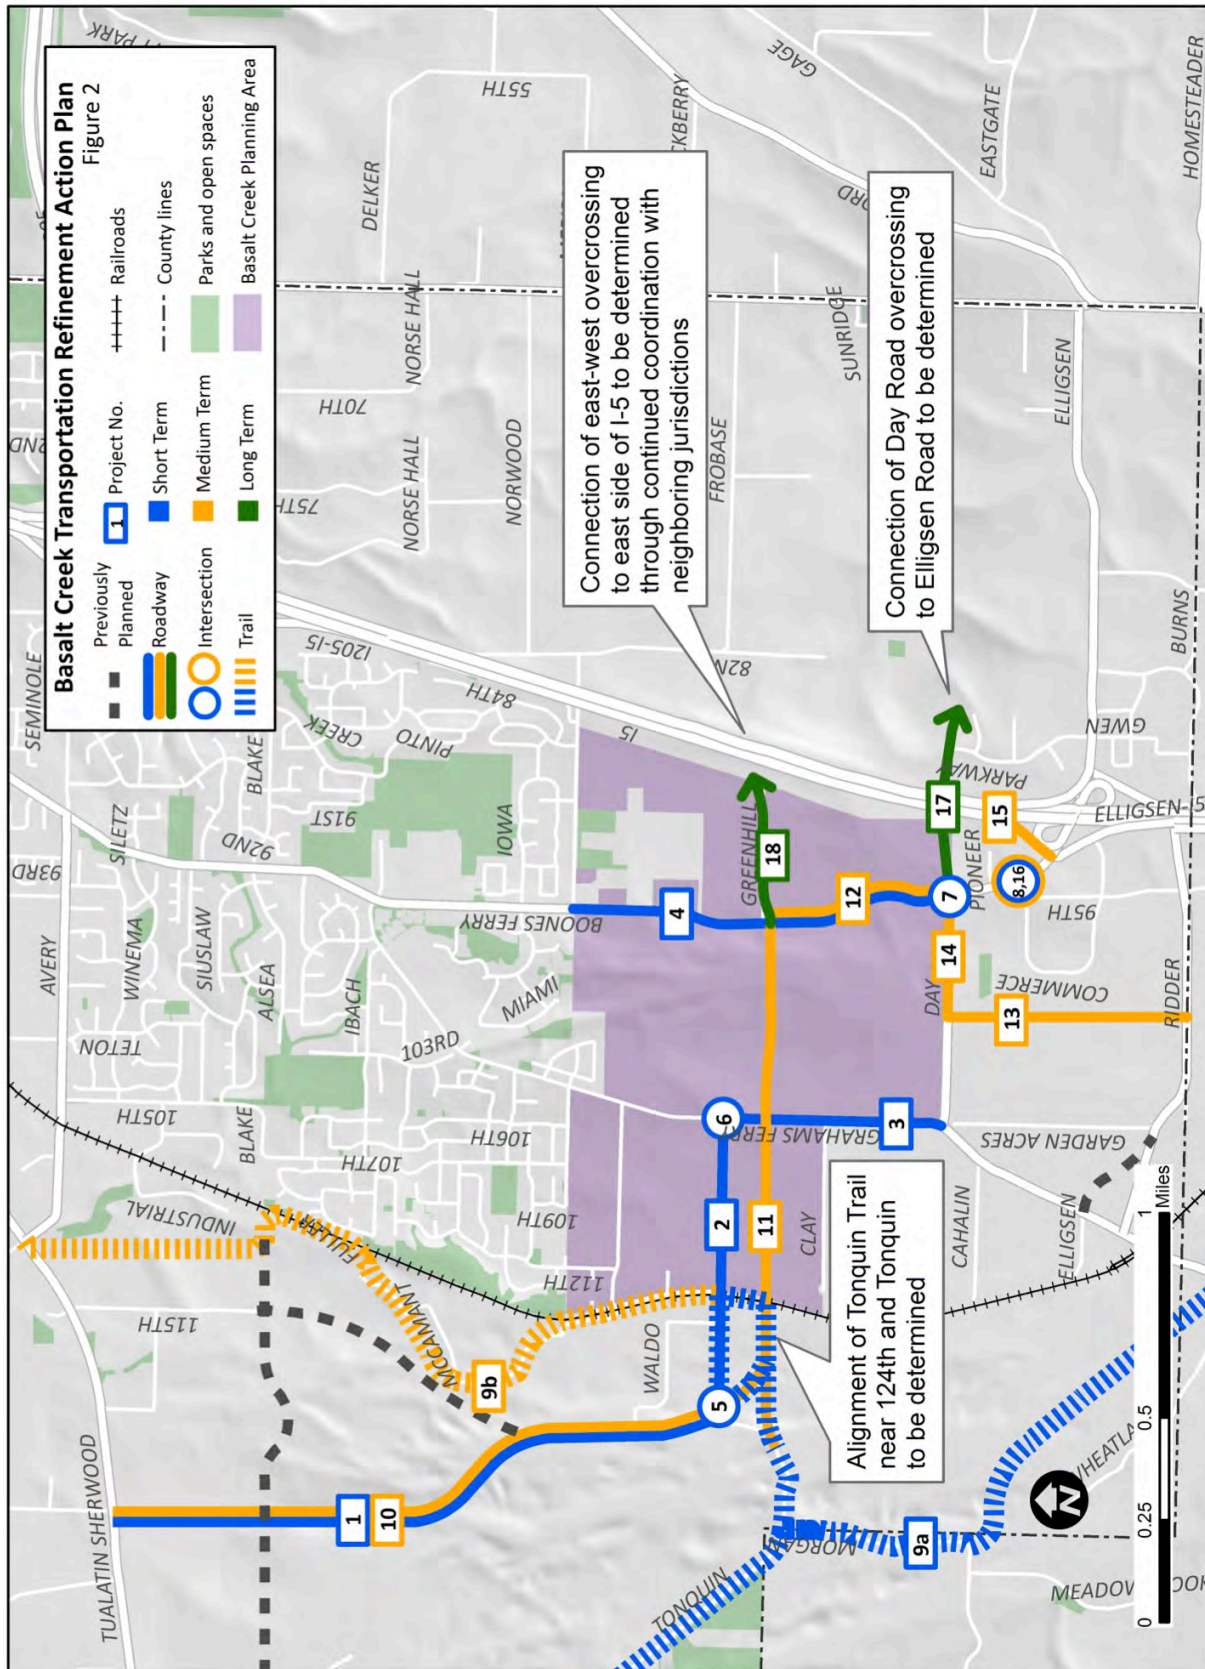 Basalt Creek Transportation Refinement Action Plan
Figure 2
Previously
Planned
Roadway
Intersection
Trail
1
Project No.
Short Term
Medium Term
Long Term
Railroads
County lines
Parks and open spaces
Basalt Creek Planning Area
Connection of east-west overcrossing
to east side of I-5 to be determined
through continued coordination with
neighboring jurisdictions
Connection of Day Road overcrossing
to Elligsen Road to be determined
Alignment of Tonquin Trail
near 124th and Tonquin
to be determined
TUALATIN SHERWOOD
115TH
INDUSTRIAL
AVERY
TETON
WINEMA
93RD
SILETZ
SEMINOLE
PARK
105TH
BLAKE
ALSEA
SIUSLAW
92ND
BLAKE
107TH
106TH
IBACH
91ST
CREEK
PINTO
84TH
I205-I5
75TH
70TH
DELKER
55TH
GAGE
MCCAMANT
109TH
103RD
MIAMI
IOWA
NORSE HALL
NORSE HALL
112TH
BOONES FERRY
NORWOOD
WALDO
I5
TONQUIN
MORGAN
CLAY
GRAHAMS FERRY
GREENHILL
FROBASE
SUNRIDGE
CAHALIN
DAY
PIONEER
PARKWAY
EASTGATE
ELLIGSEN
GARDEN ACRES
COMMERCE
95TH
GWEN
ELLIGSEN
RIDDER
ELLIGSEN-I5
BURNS
HOMESTEADER
1
10
9b
9a
5
2
6
11
3
4
12
18
7
14
13
17
15
8,16
N
0
0.25
0.5
1
Miles